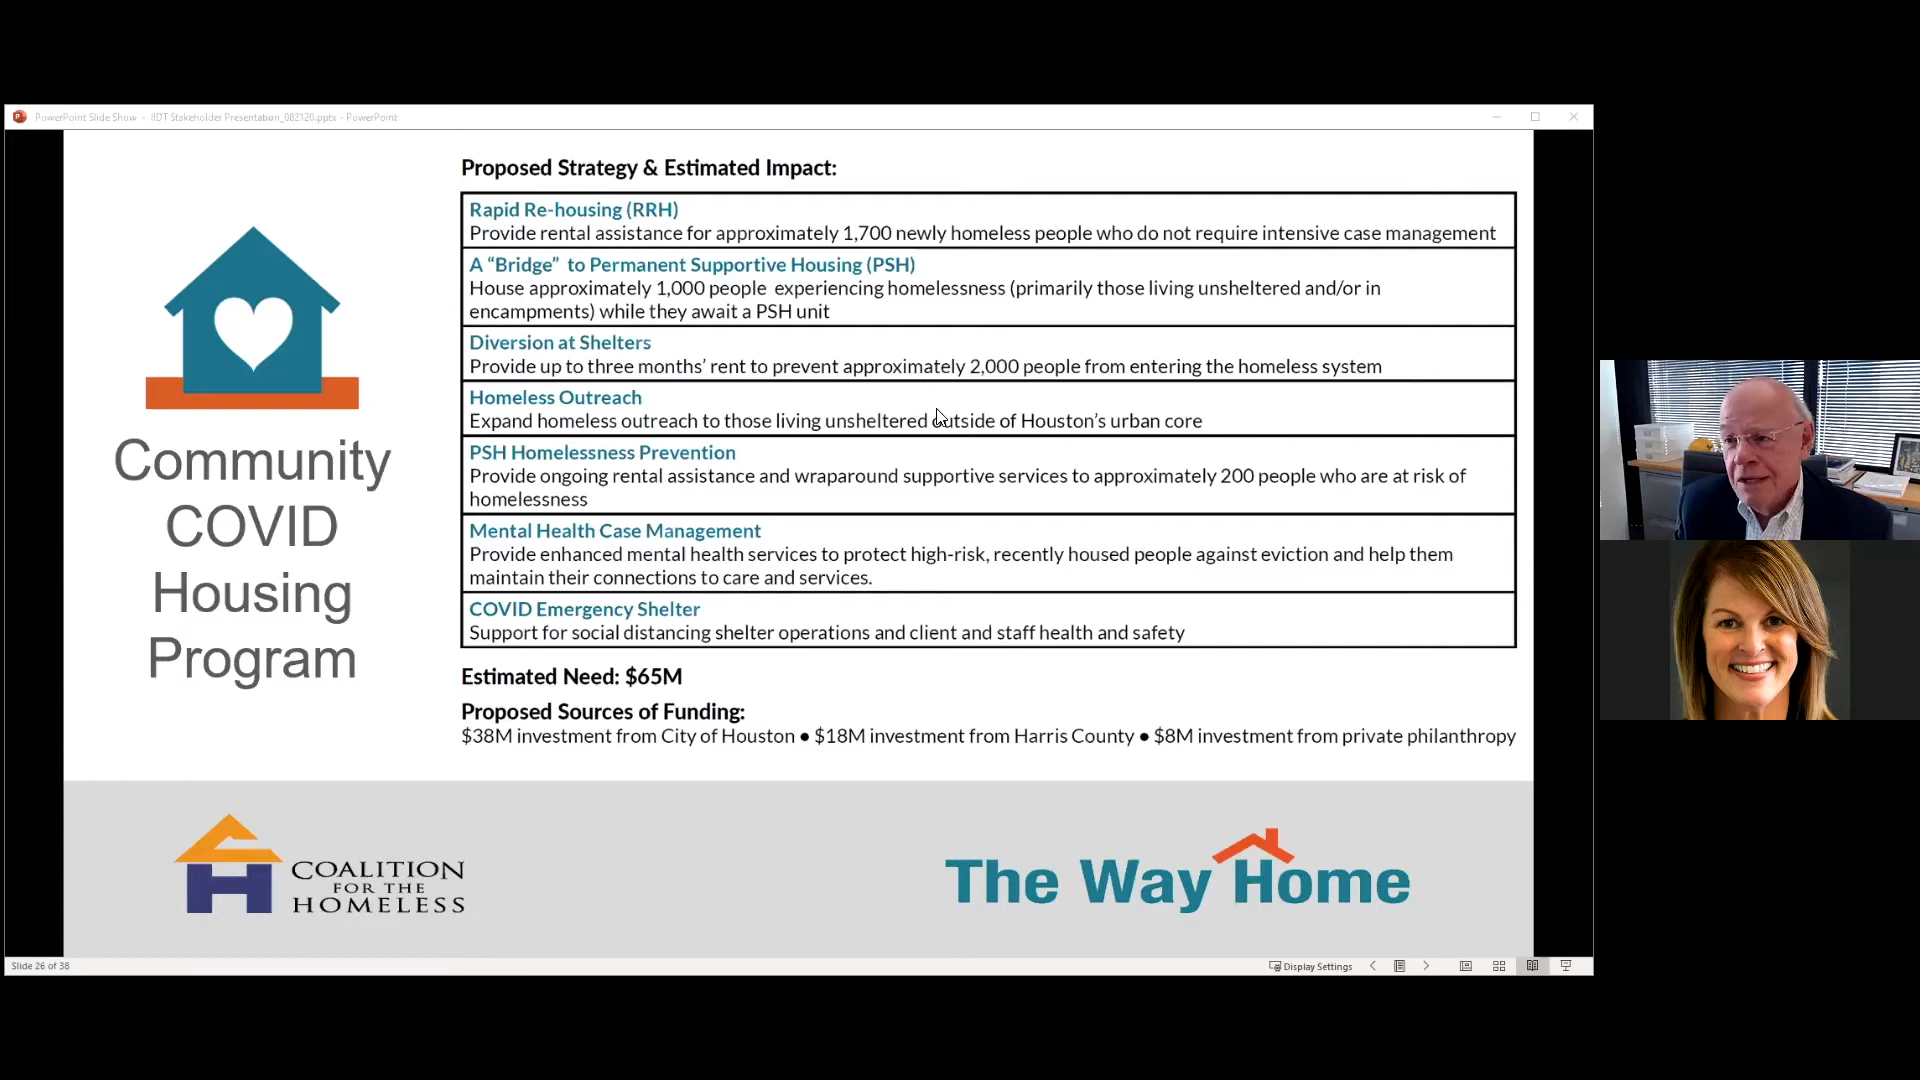 PowerPoint Slide Show - !!DT Stakeholder Presentation_082120.pptx - PowerPoint
Community
COVID
Housing
Program
Proposed Strategy & Estimated Impact:
Rapid Re-housing (RRH)
Provide rental assistance for approximately 1,700 newly homeless people who do not require intensive case management
A “Bridge” to Permanent Supportive Housing (PSH)
House approximately 1,000 people experiencing homelessness (primarily those living unsheltered and/or in
encampments) while they await a PSH unit
Diversion at Shelters
Provide up to three months’ rent to prevent approximately 2,000 people from entering the homeless system
Homeless Outreach
Expand homeless outreach to those living unsheltered outside of Houston’s urban core
PSH Homelessness Prevention
Provide ongoing rental assistance and wraparound supportive services to approximately 200 people who are at risk of
homelessness
Mental Health Case Management
Provide enhanced mental health services to protect high-risk, recently housed people against eviction and help them
maintain their connections to care and services.
COVID Emergency Shelter
Support for social distancing shelter operations and client and staff health and safety
Estimated Need: $65M
Proposed Sources of Funding:
$38M investment from City of Houston ● $18M investment from Harris County ● $8M investment from private philanthropy
COALITION
FOR THE
HOMELESS
The Way Home
Slide 26 of 38
Display Settings